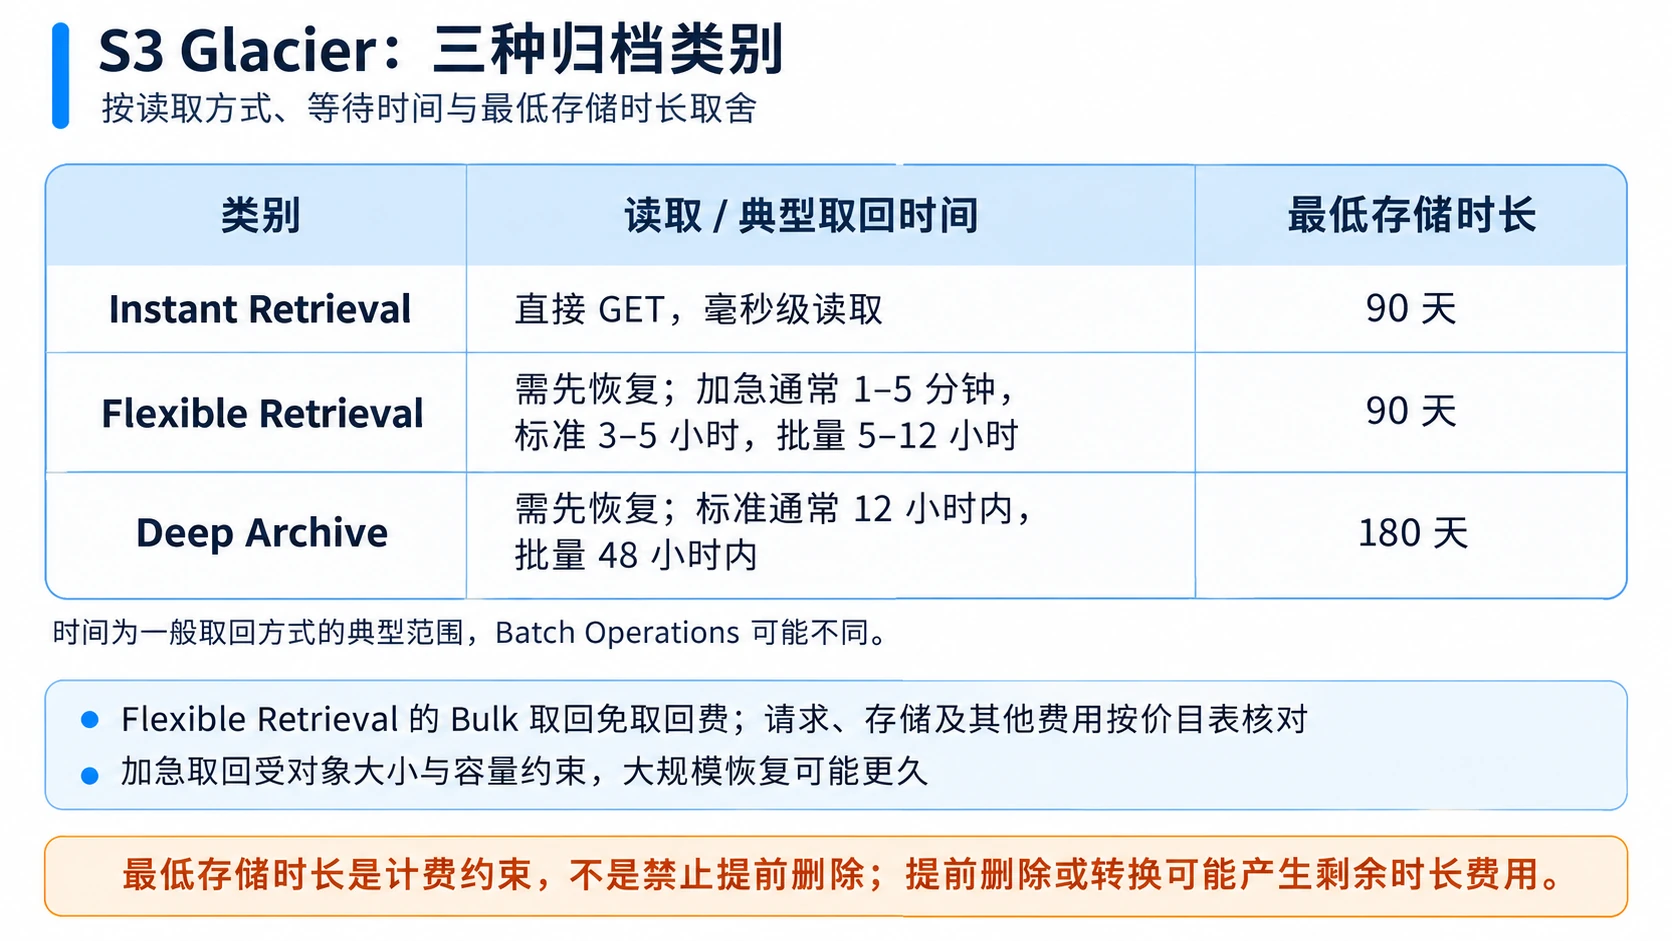 S3 Glacier：三种归档类别
按读取方式、等待时间与最低存储时长取舍
类别
读取 / 典型取回时间
最低存储时长
Instant Retrieval
直接 GET，毫秒级读取
90 天
Flexible Retrieval
需先恢复；加急通常 1–5 分钟，
标准 3–5 小时，批量 5–12 小时
90 天
Deep Archive
需先恢复；标准通常 12 小时内，
批量 48 小时内
180 天
时间为一般取回方式的典型范围，Batch Operations 可能不同。
Flexible Retrieval 的 Bulk 取回免取回费；请求、存储及其他费用按价目表核对
加急取回受对象大小与容量约束，大规模恢复可能更久
最低存储时长是计费约束，不是禁止提前删除；提前删除或转换可能产生剩余时长费用。